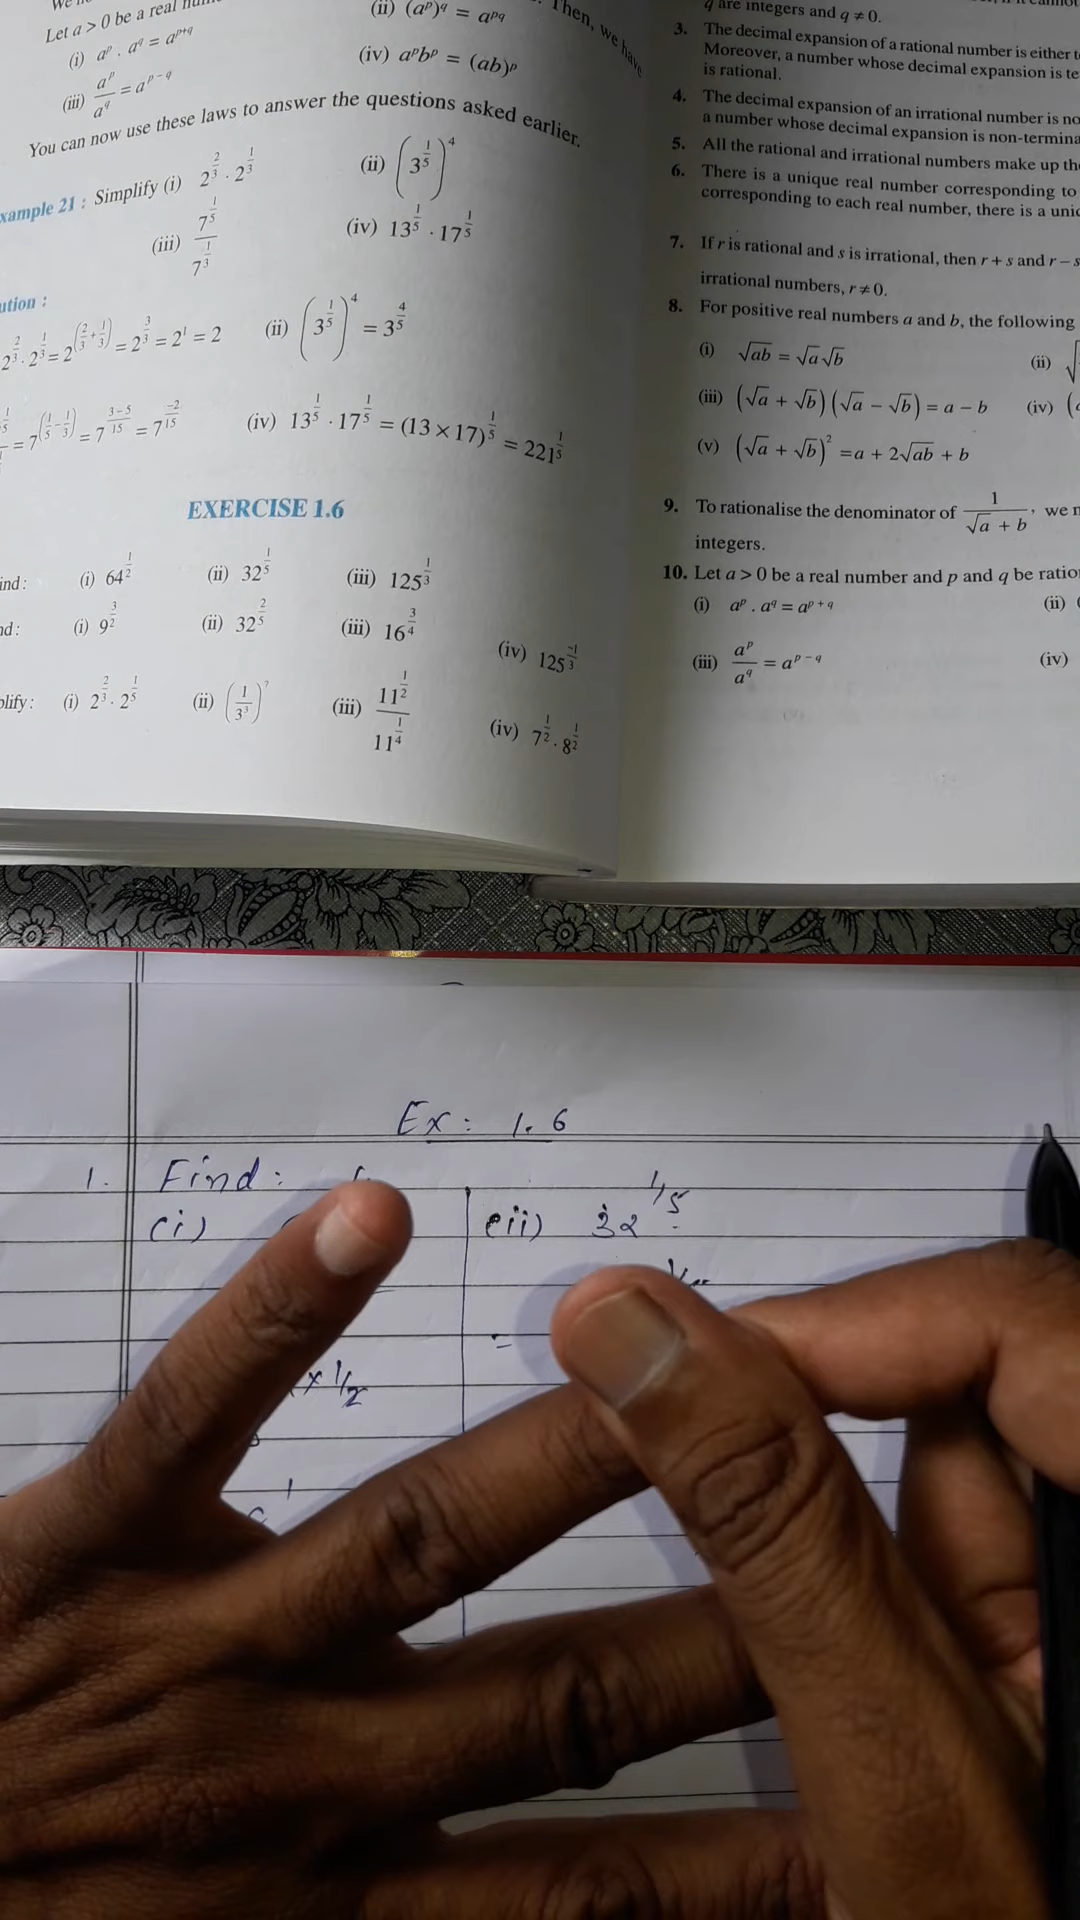 Let a > 0 be a real
Then, we have
(i) a^p . a^q = a^{p+q}
(ii) (a^p)^q = a^{pq}
(iii) a^p/a^q = a^{p-q}
(iv) a^p b^p = (ab)^p
You can now use these laws to answer the questions asked earlier.
xample 21 : Simplify (i) 2^{2/3} . 2^{1/3}
(ii) (3^{1/5})^4
(iii) 7^{1/5}/7^{1/3}
(iv) 13^{1/5} . 17^{1/5}
ution :
2^{2/3} . 2^{1/3} = 2^{(2/3 + 1/3)} = 2^{3/3} = 2^1 = 2
(ii) (3^{1/5})^4 = 3^{4/5}
= 7^{(1/5 - 1/3)} = 7^{(3-5)/15} = 7^{-2/15}
(iv) 13^{1/5} . 17^{1/5} = (13 × 17)^{1/5} = 221^{1/5}
EXERCISE 1.6
ind: (i) 64^{1/2} (ii) 32^{1/5} (iii) 125^{1/3}
nd: (i) 9^{3/2} (ii) 32^{2/5} (iii) 16^{3/4} (iv) 125^{-1/3}
plify: (i) 2^{2/3} . 2^{1/5} (ii) (1/3^3)^7 (iii) 11^{1/2}/11^{1/4} (iv) 7^{1/2} . 8^{1/2}
q are integers and q ≠ 0.
3. The decimal expansion of a rational number is either t
Moreover, a number whose decimal expansion is te
is rational.
4. The decimal expansion of an irrational number is no
a number whose decimal expansion is non-termina
5. All the rational and irrational numbers make up th
6. There is a unique real number corresponding to
corresponding to each real number, there is a uni
7. If r is rational and s is irrational, then r + s and r – s
irrational numbers, r ≠ 0.
8. For positive real numbers a and b, the following
(i) √ab = √a√b (ii) √
(iii) (√a + √b) (√a – √b) = a – b (iv) (
(v) (√a + √b)^2 = a + 2√ab + b
9. To rationalise the denominator of 1/(√a + b), we
integers.
10. Let a > 0 be a real number and p and q be ratio
(i) a^p . a^q = a^{p+q} (ii)
(iii) a^p/a^q = a^{p–q} (iv)
Ex: 1.6
1. Find:
(i)
(ii) 32^{1/5}
=
× 1/2